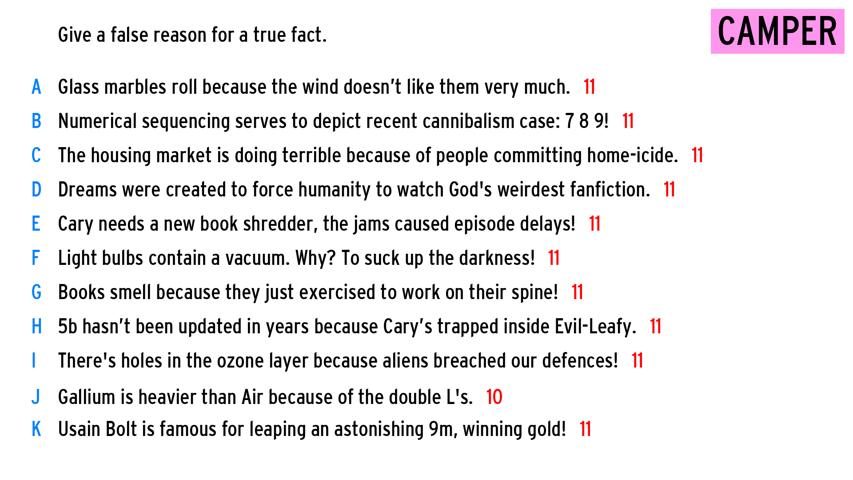 Give a false reason for a true fact.
CAMPER
A Glass marbles roll because the wind doesn’t like them very much. 11
B Numerical sequencing serves to depict recent cannibalism case: 7 8 9! 11
C The housing market is doing terrible because of people committing home-icide. 11
D Dreams were created to force humanity to watch God's weirdest fanfiction. 11
E Cary needs a new book shredder, the jams caused episode delays! 11
F Light bulbs contain a vacuum. Why? To suck up the darkness! 11
G Books smell because they just exercised to work on their spine! 11
H 5b hasn’t been updated in years because Cary’s trapped inside Evil-Leafy. 11
I There's holes in the ozone layer because aliens breached our defences! 11
J Gallium is heavier than Air because of the double L's. 10
K Usain Bolt is famous for leaping an astonishing 9m, winning gold! 11